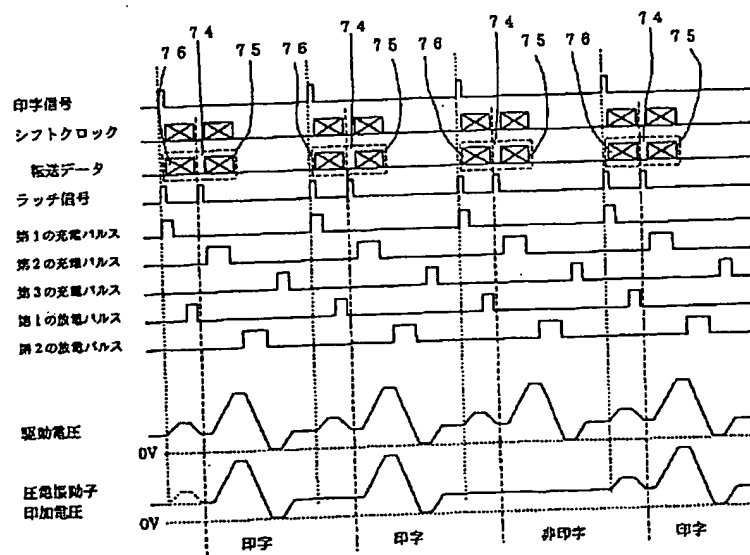 76 74 75 76 74 75 76 74 75 76 74 75
印字信号
シフトクロック
転送データ
ラッチ信号
第1の充電パルス
第2の充電パルス
第3の充電パルス
第1の放電パルス
第2の放電パルス
駆動電圧
0V
圧電振動子
印加電圧
0V
印字 印字 非印字 印字